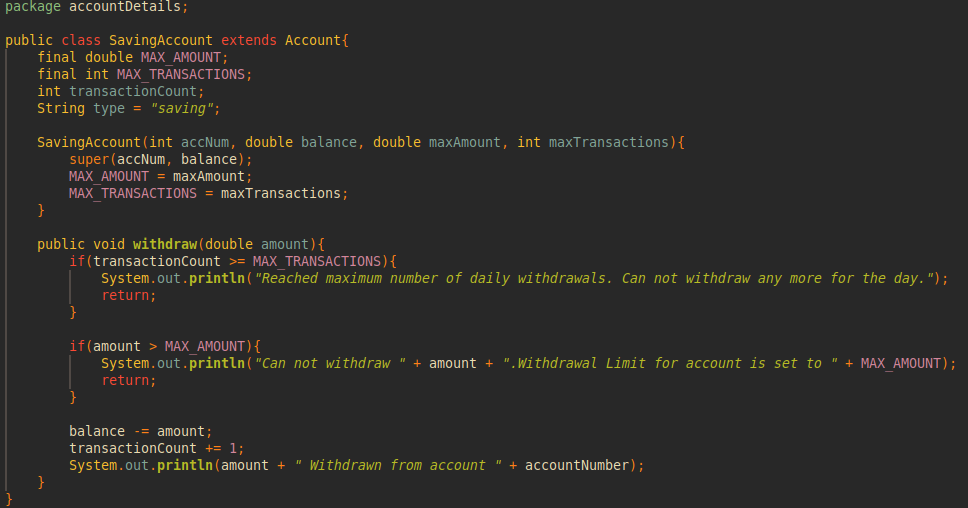 package accountDetails;
public class SavingAccount extends Account{
final double MAX_AMOUNT;
final int MAX_TRANSACTIONS;
int transactionCount;
String type = "saving";
SavingAccount(int accNum, double balance, double maxAmount, int maxTransactions){
super(accNum, balance);
MAX_AMOUNT = maxAmount;
MAX_TRANSACTIONS = maxTransactions;
}
public void withdraw(double amount){
if(transactionCount >= MAX_TRANSACTIONS){
System.out.println("Reached maximum number of daily withdrawals. Can not withdraw any more for the day.");
return;
}
if(amount > MAX_AMOUNT){
System.out.println("Can not withdraw " + amount + ".Withdrawal Limit for account is set to " + MAX_AMOUNT);
return;
}
balance -= amount;
transactionCount += 1;
System.out.println(amount + " Withdrawn from account " + accountNumber);
}
}